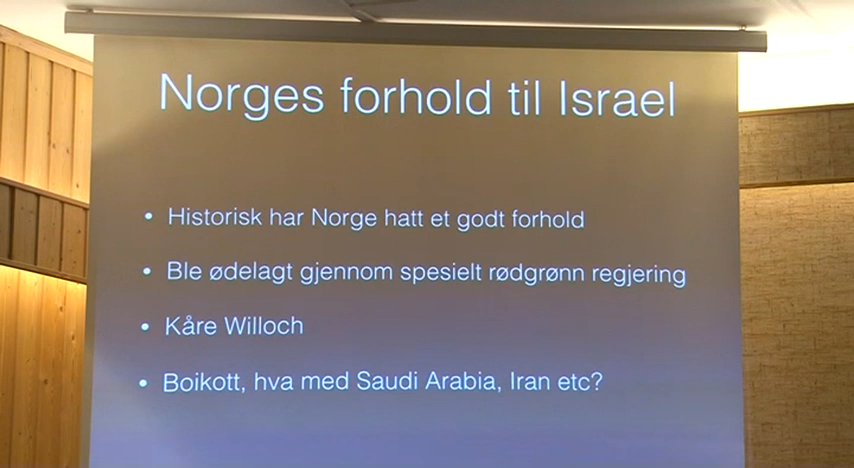 Norges forhold til Israel
• Historisk har Norge hatt et godt forhold
• Ble ødelagt gjennom spesielt rødgrønn regjering
• Kåre Willoch
• Boikott, hva med Saudi Arabia, Iran etc?